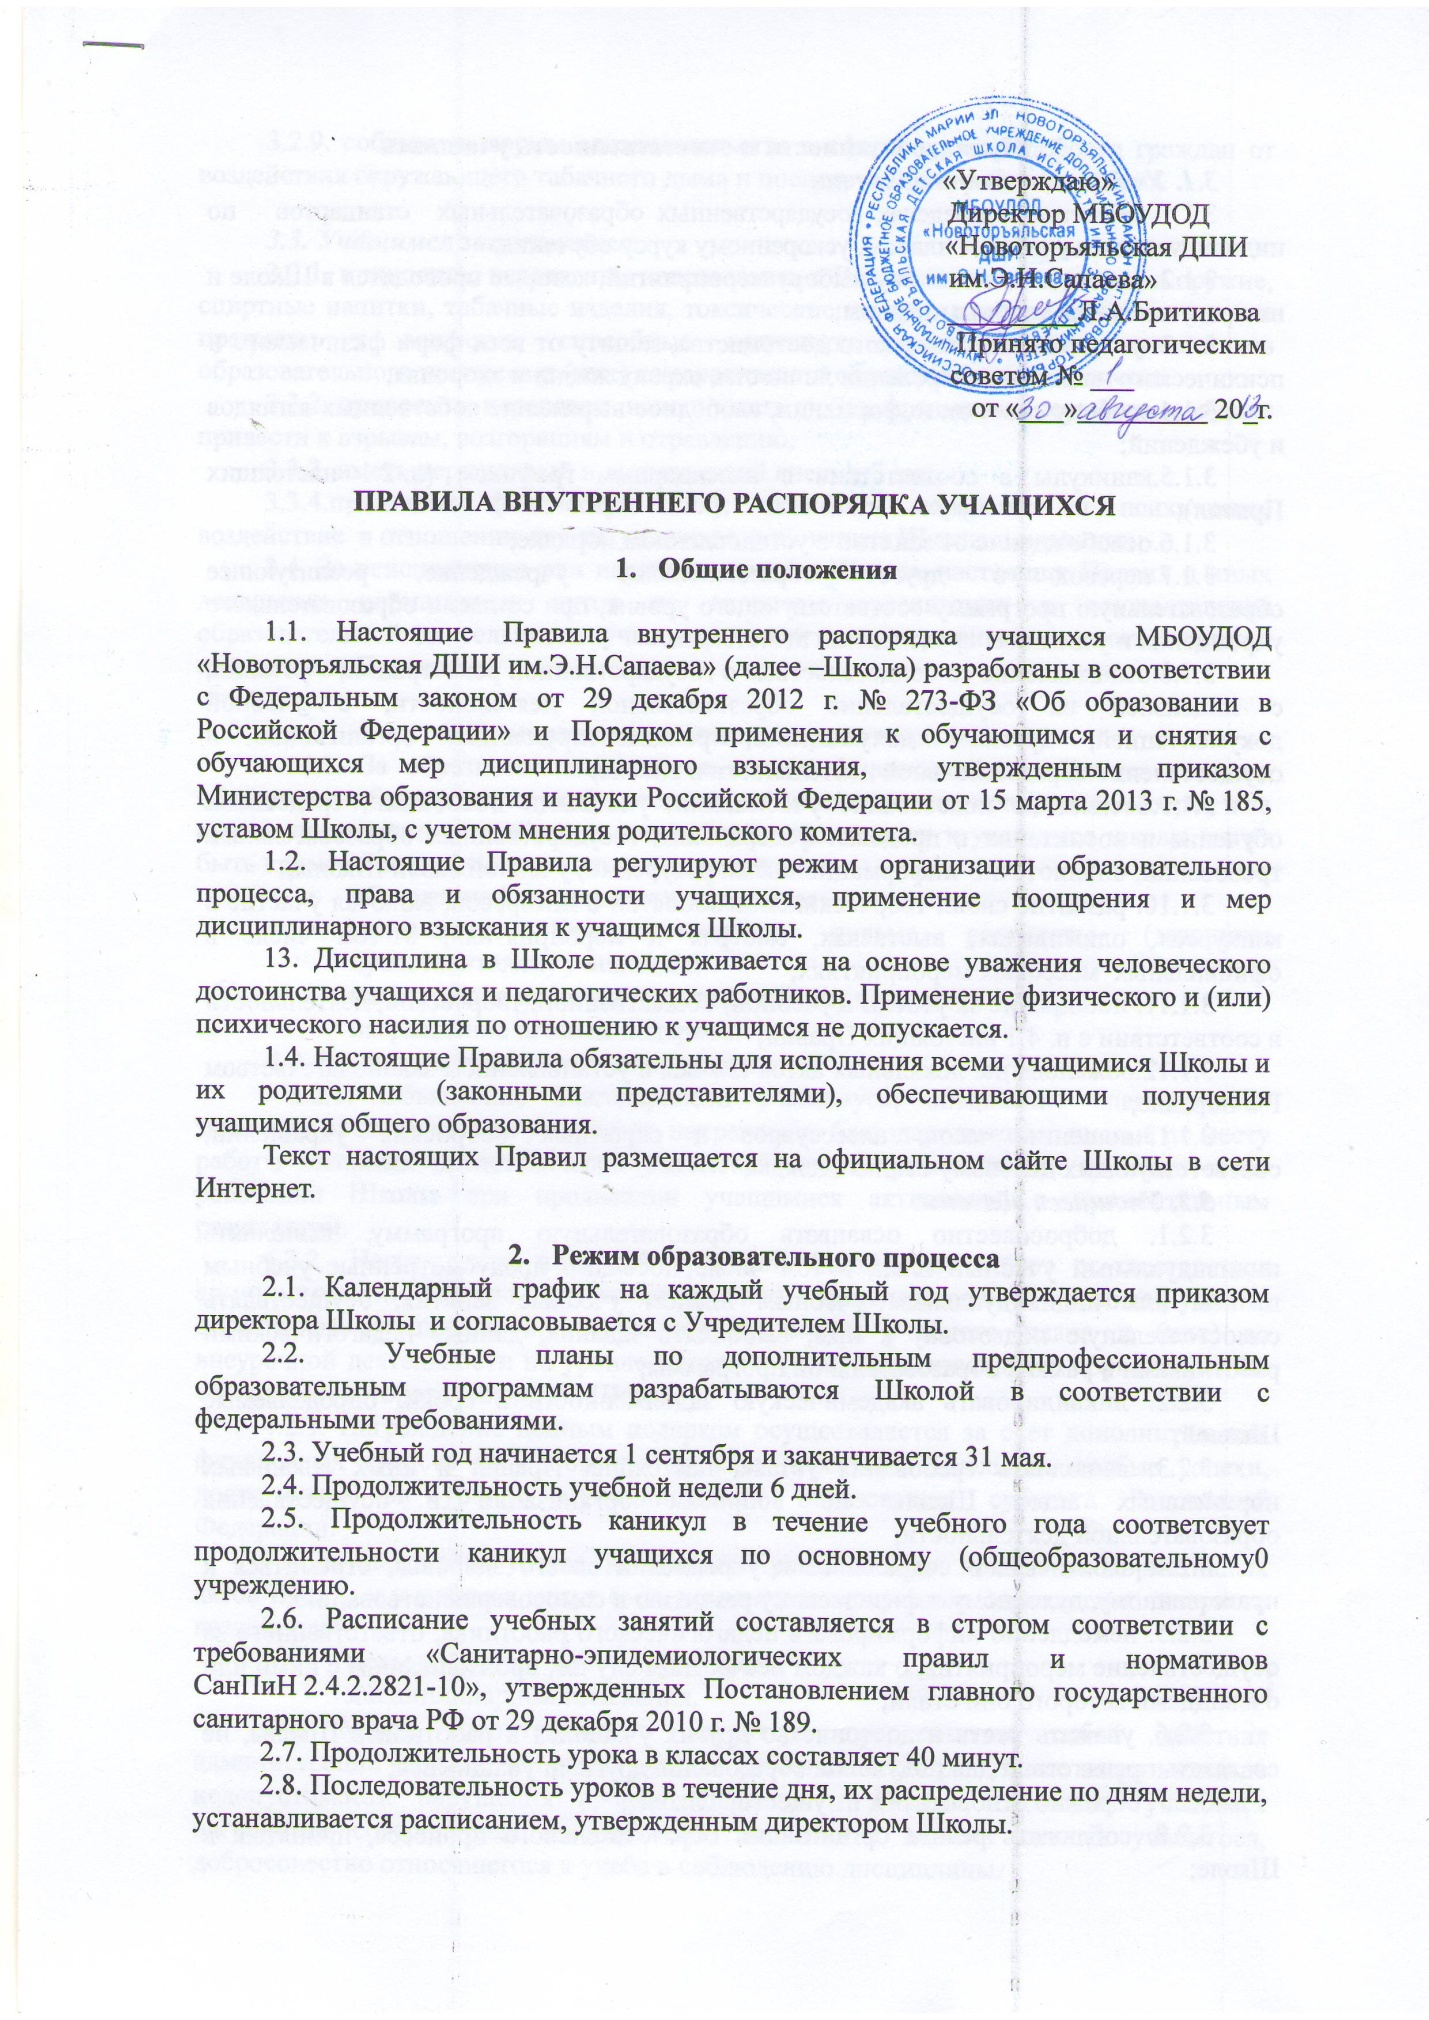 «Утверждаю»
Директор МБОУДОД
«Новоторъяльская ДШИ
им.Э.Н.Сапаева»
Л.А.Бритикова
Принято педагогическим
советом № 1
от «30» августа 2013 г.
МБОУДОД
«Новоторъяльская
ДШИ
ПРАВИЛА ВНУТРЕННЕГО РАСПОРЯДКА УЧАЩИХСЯ
1. Общие положения
1.1. Настоящие Правила внутреннего распорядка учащихся МБОУДОД
«Новоторъяльская ДШИ им.Э.Н.Сапаева» (далее –Школа) разработаны в соответствии
с Федеральным законом от 29 декабря 2012 г. № 273-ФЗ «Об образовании в
Российской Федерации» и Порядком применения к обучающимся и снятия с
обучающихся мер дисциплинарного взыскания, утвержденным приказом
Министерства образования и науки Российской Федерации от 15 марта 2013 г. № 185,
уставом Школы, с учетом мнения родительского комитета.
1.2. Настоящие Правила регулируют режим организации образовательного
процесса, права и обязанности учащихся, применение поощрения и мер
дисциплинарного взыскания к учащимся Школы.
13. Дисциплина в Школе поддерживается на основе уважения человеческого
достоинства учащихся и педагогических работников. Применение физического и (или)
психического насилия по отношению к учащимся не допускается.
1.4. Настоящие Правила обязательны для исполнения всеми учащимися Школы и
их родителями (законными представителями), обеспечивающими получения
учащимися общего образования.
Текст настоящих Правил размещается на официальном сайте Школы в сети
Интернет.
2. Режим образовательного процесса
2.1. Календарный график на каждый учебный год утверждается приказом
директора Школы и согласовывается с Учредителем Школы.
2.2. Учебные планы по дополнительным предпрофессиональным
образовательным программам разрабатываются Школой в соответствии с
федеральными требованиями.
2.3. Учебный год начинается 1 сентября и заканчивается 31 мая.
2.4. Продолжительность учебной недели 6 дней.
2.5. Продолжительность каникул в течение учебного года соответсвует
продолжительности каникул учащихся по основному (общеобразовательному0
учреждению.
2.6. Расписание учебных занятий составляется в строгом соответствии с
требованиями «Санитарно-эпидемиологических правил и нормативов
СанПиН 2.4.2.2821-10», утвержденных Постановлением главного государственного
санитарного врача РФ от 29 декабря 2010 г. № 189.
2.7. Продолжительность урока в классах составляет 40 минут.
2.8. Последовательность уроков в течение дня, их распределение по дням недели,
устанавливается расписанием, утвержденным директором Школы.